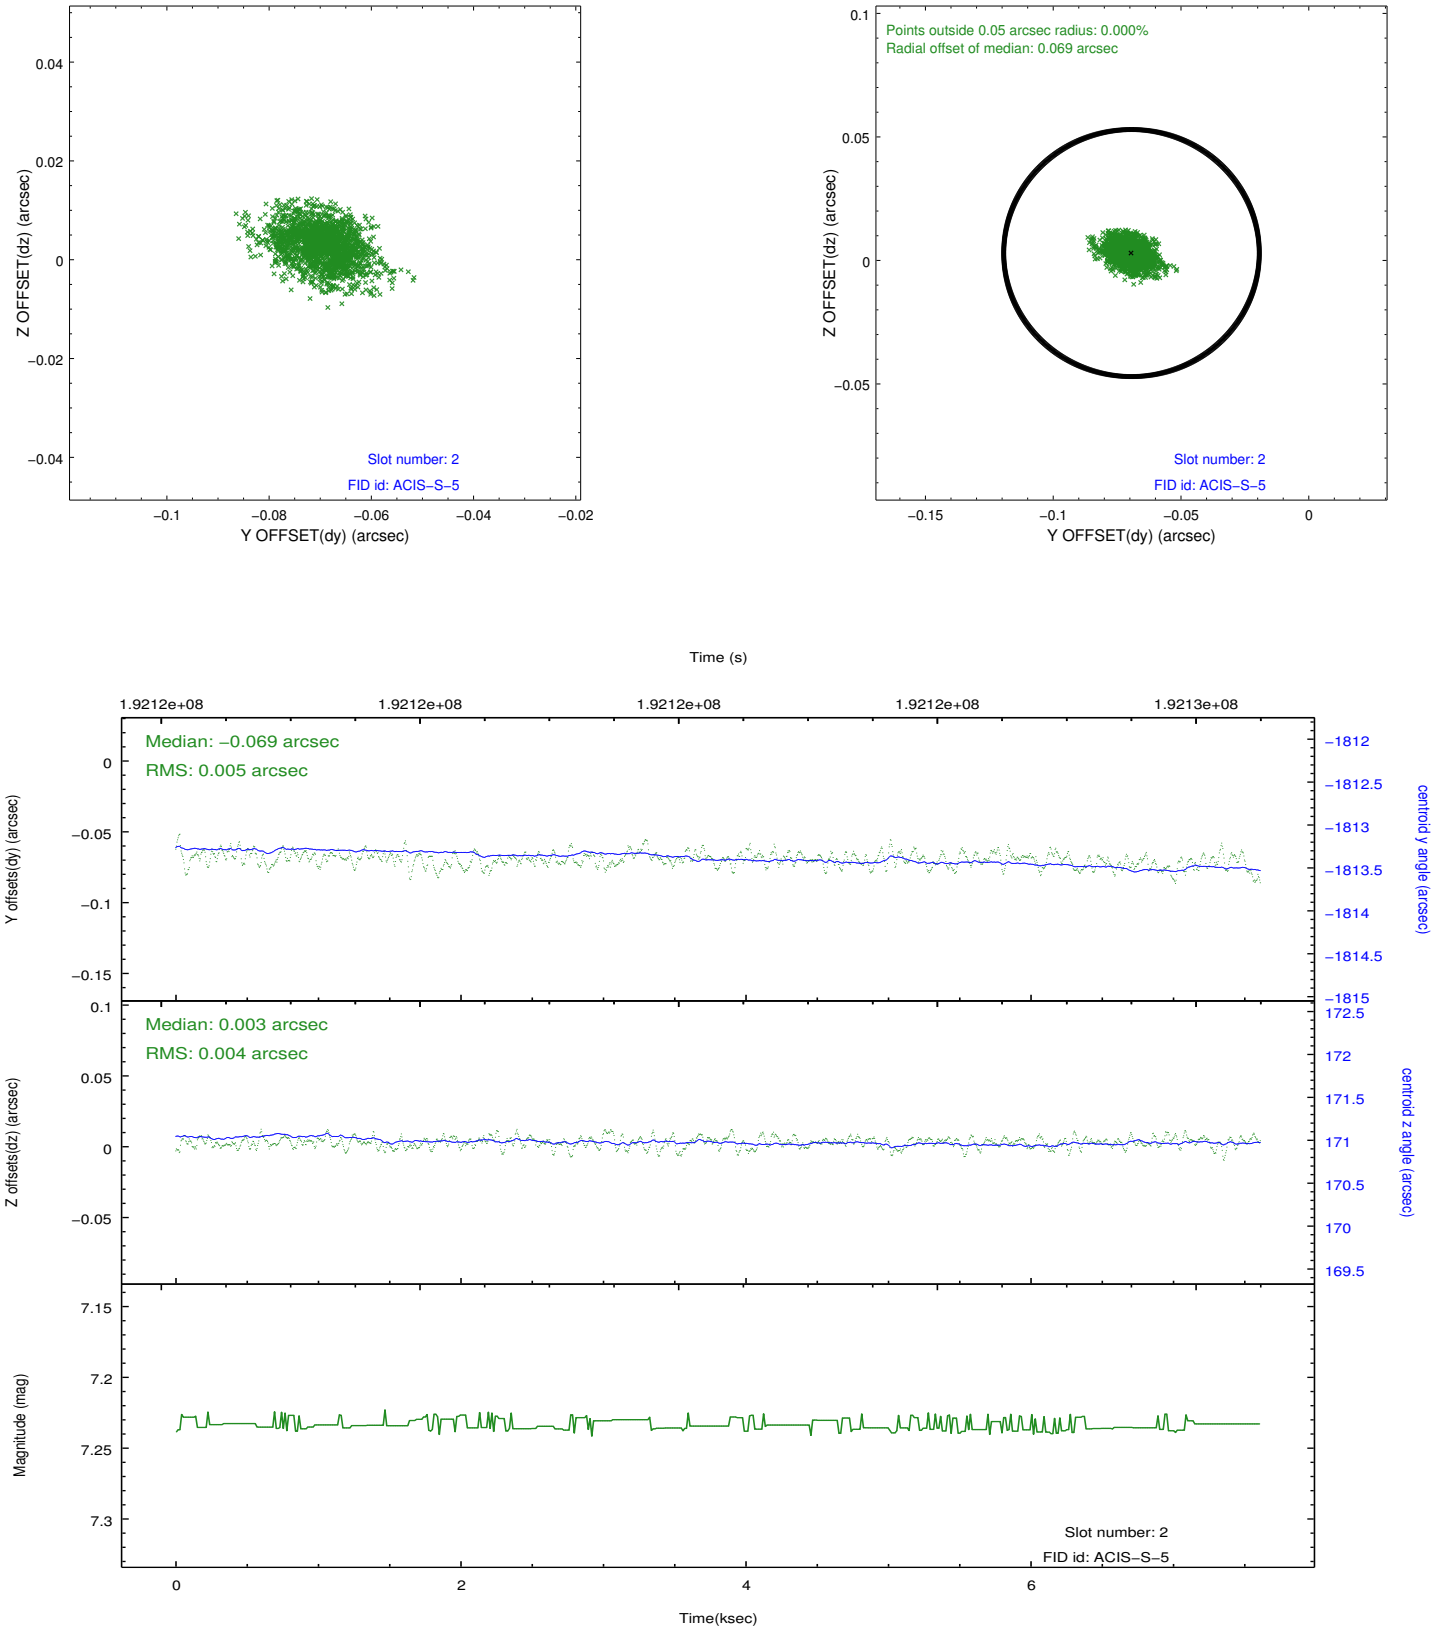 0.04
0.02
0
−0.02
−0.04
Z OFFSET(dz) (arcsec)
Slot number: 2
FID id: ACIS−S−5
−0.1
−0.08
−0.06
−0.04
−0.02
Y OFFSET(dy) (arcsec)
Points outside 0.05 arcsec radius: 0.000%
Radial offset of median: 0.069 arcsec
0.1
0.05
0
−0.05
Z OFFSET(dz) (arcsec)
Slot number: 2
FID id: ACIS−S−5
−0.15
−0.1
−0.05
0
Y OFFSET(dy) (arcsec)
Time (s)
1.9212e+08
1.9212e+08
1.9212e+08
1.9212e+08
1.9213e+08
Median: −0.069 arcsec
RMS: 0.005 arcsec
0
−0.05
−0.1
−0.15
Y offsets(dy) (arcsec)
−1812
−1812.5
−1813
−1813.5
−1814
−1814.5
−1815
centroid y angle (arcsec)
Median: 0.003 arcsec
RMS: 0.004 arcsec
0.1
0.05
0
−0.05
Z offsets(dz) (arcsec)
172.5
172
171.5
171
170.5
170
169.5
centroid z angle (arcsec)
7.15
7.2
7.25
7.3
Magnitude (mag)
Slot number: 2
FID id: ACIS−S−5
0
2
4
6
Time(ksec)